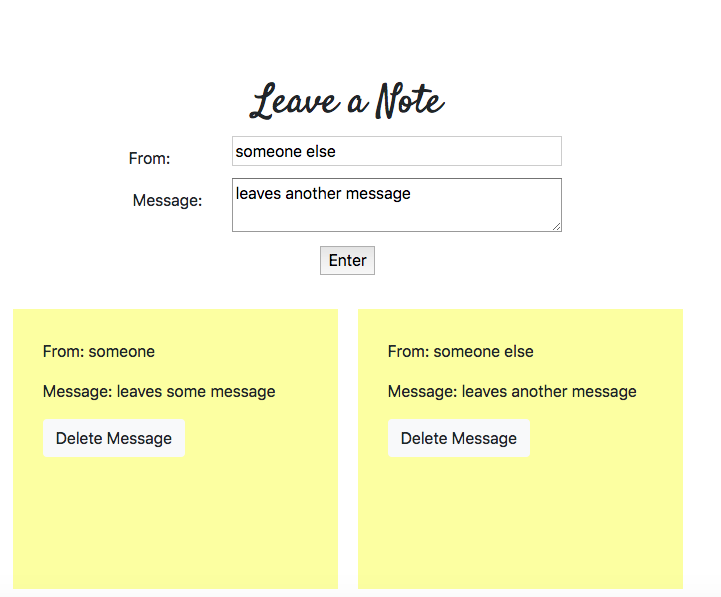 Leave a Note
From: someone else
Message: leaves another message
Enter
From: someone
Message: leaves some message
Delete Message
From: someone else
Message: leaves another message
Delete Message